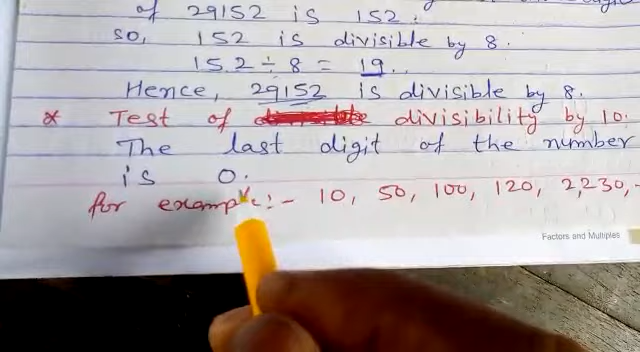 of 29152 is 152.
so, 152 is divisible by 8.
152 ÷ 8 = 19.
Hence, 29152 is divisible by 8.
* Test of divisibility by 10.
The last digit of the number
is 0.
for example:- 10, 50, 100, 120, 2,230,
Factors and Multiples